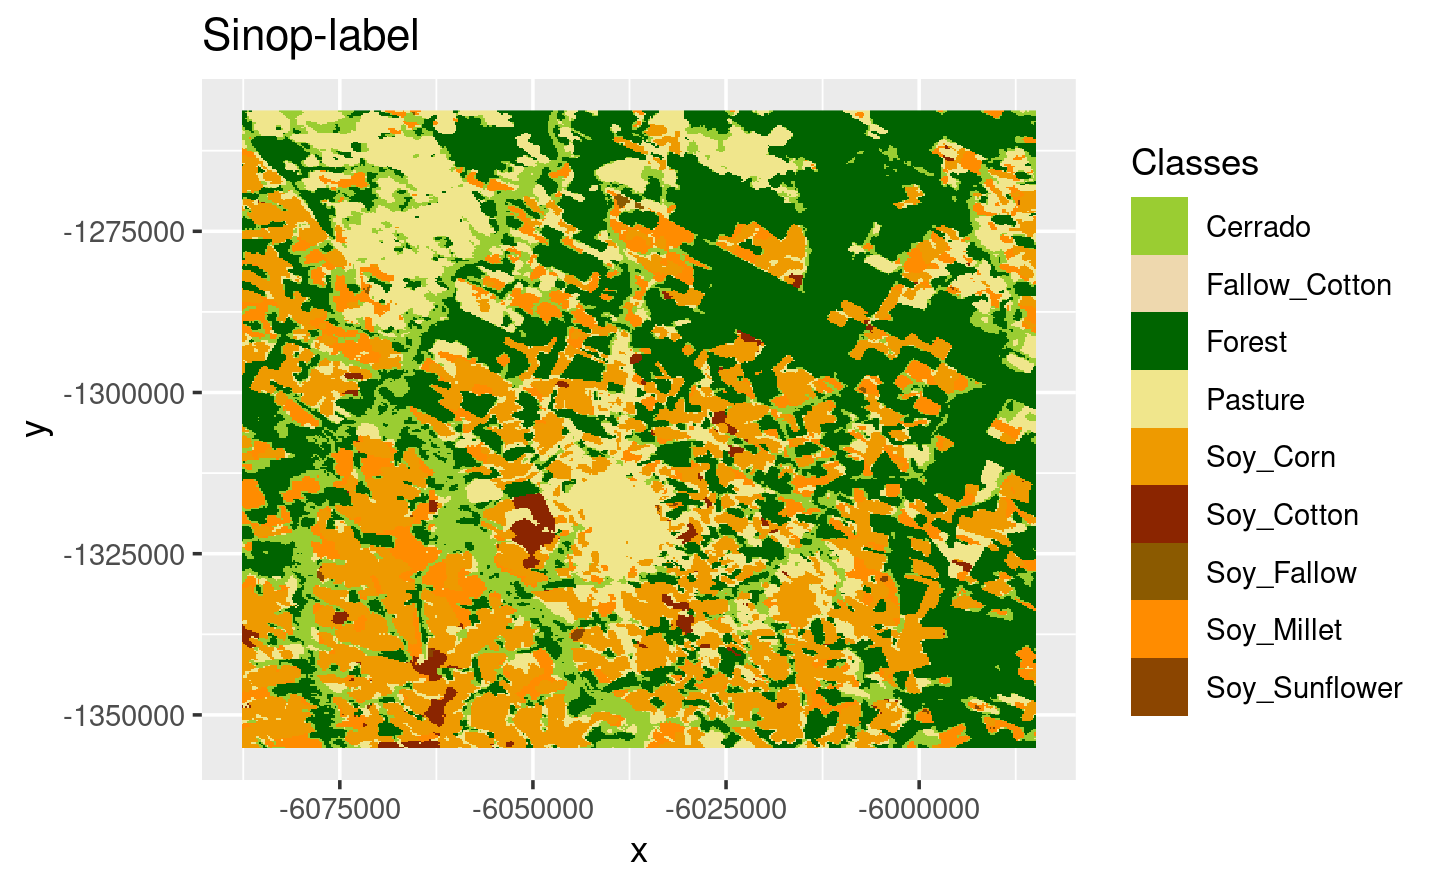 Sinop-label
Classes
Cerrado
Fallow_Cotton
Forest
Pasture
Soy_Corn
Soy_Cotton
Soy_Fallow
Soy_Millet
Soy_Sunflower
y
-1275000
-1300000
-1325000
-1350000
-6075000 -6050000 -6025000 -6000000
x